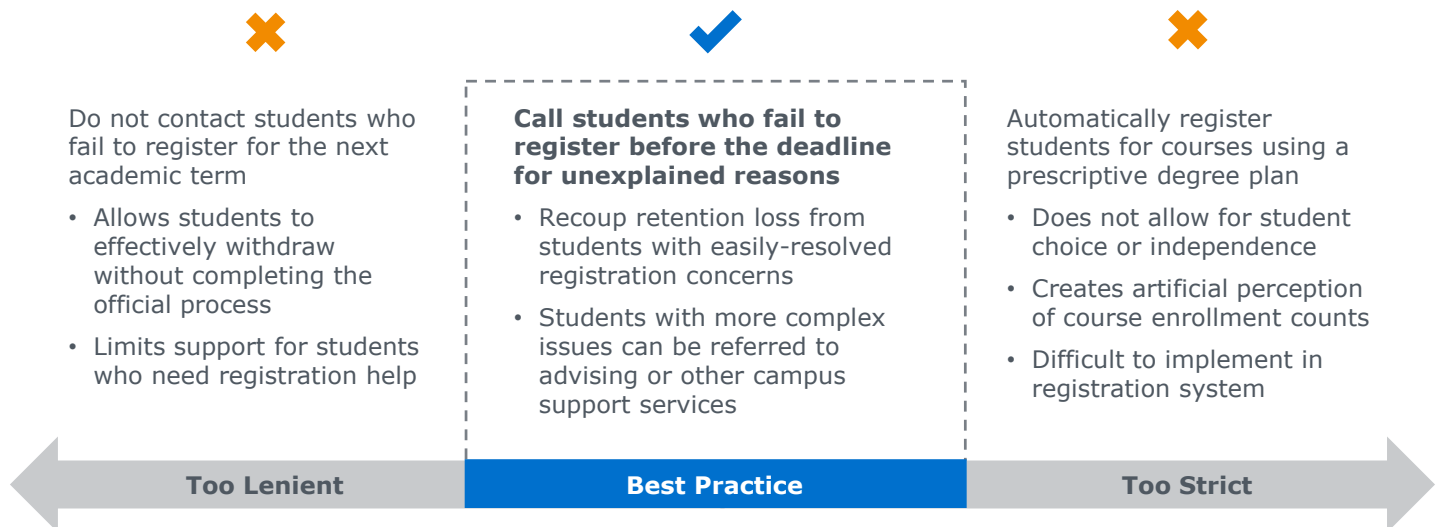 Do not contact students who
fail to register for the next
academic term
• Allows students to
effectively withdraw
without completing the
official process
• Limits support for students
who need registration help
Call students who fail to
register before the deadline
for unexplained reasons
• Recoup retention loss from
students with easily-resolved
registration concerns
• Students with more complex
issues can be referred to
advising or other campus
support services
Automatically register
students for courses using a
prescriptive degree plan
• Does not allow for student
choice or independence
• Creates artificial perception
of course enrollment counts
• Difficult to implement in
registration system
Too Lenient
Best Practice
Too Strict